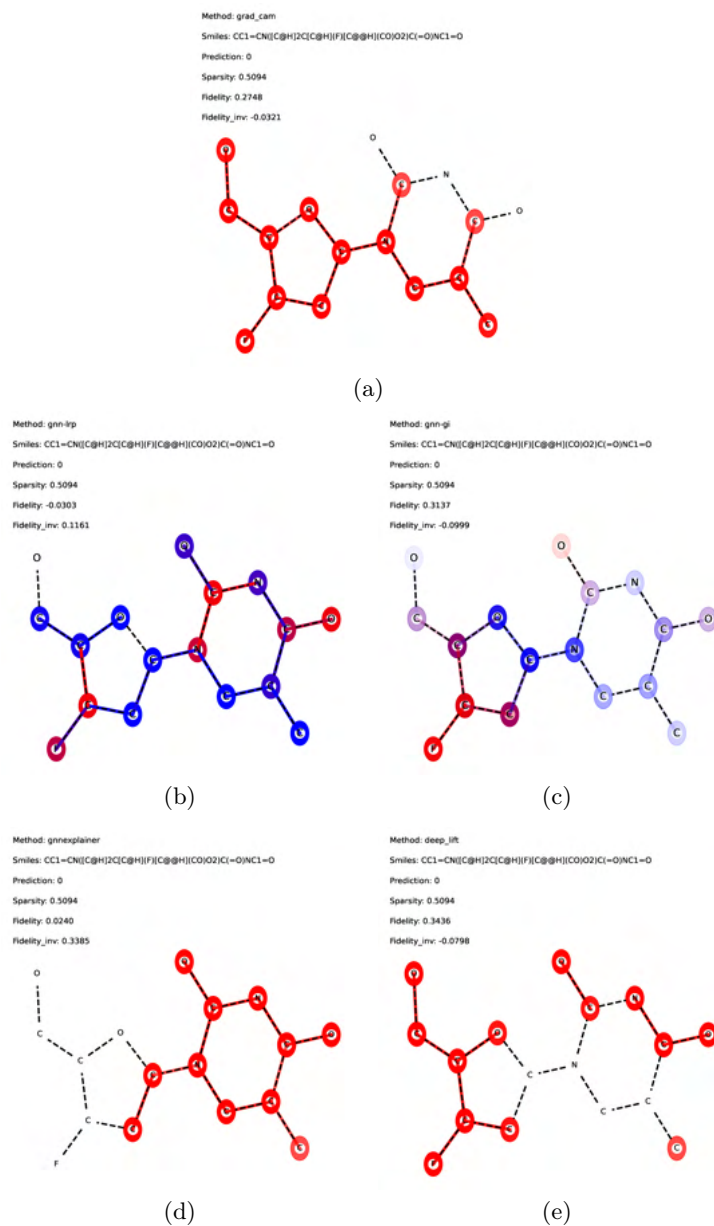 Method: grad_cam
Smiles: CC1=CN([C@H]2C[C@H](F)[C@@H](CO)O2)C(=O)NC1=O
Prediction: 0
Sparsity: 0.5094
Fidelity: 0.2748
Fidelity_inv: -0.0321
O
N
O
(a)
Method: gnn-lrp
Smiles: CC1=CN([C@H]2C[C@H](F)[C@@H](CO)O2)C(=O)NC1=O
Prediction: 0
Sparsity: 0.5094
Fidelity: -0.0303
Fidelity_inv: 0.1161
O
(b)
Method: gnn-gi
Smiles: CC1=CN([C@H]2C[C@H](F)[C@@H](CO)O2)C(=O)NC1=O
Prediction: 0
Sparsity: 0.5094
Fidelity: 0.3137
Fidelity_inv: -0.0999
O
O
C
C
N
N
C
O
C
C
C
(c)
Method: gnnexplainer
Smiles: CC1=CN([C@H]2C[C@H](F)[C@@H](CO)O2)C(=O)NC1=O
Prediction: 0
Sparsity: 0.5094
Fidelity: 0.0240
Fidelity_inv: 0.3385
O
C
O
C
C
F
(d)
Method: deep_lift
Smiles: CC1=CN([C@H]2C[C@H](F)[C@@H](CO)O2)C(=O)NC1=O
Prediction: 0
Sparsity: 0.5094
Fidelity: 0.3436
Fidelity_inv: -0.0798
C
N
C
C
C
(e)